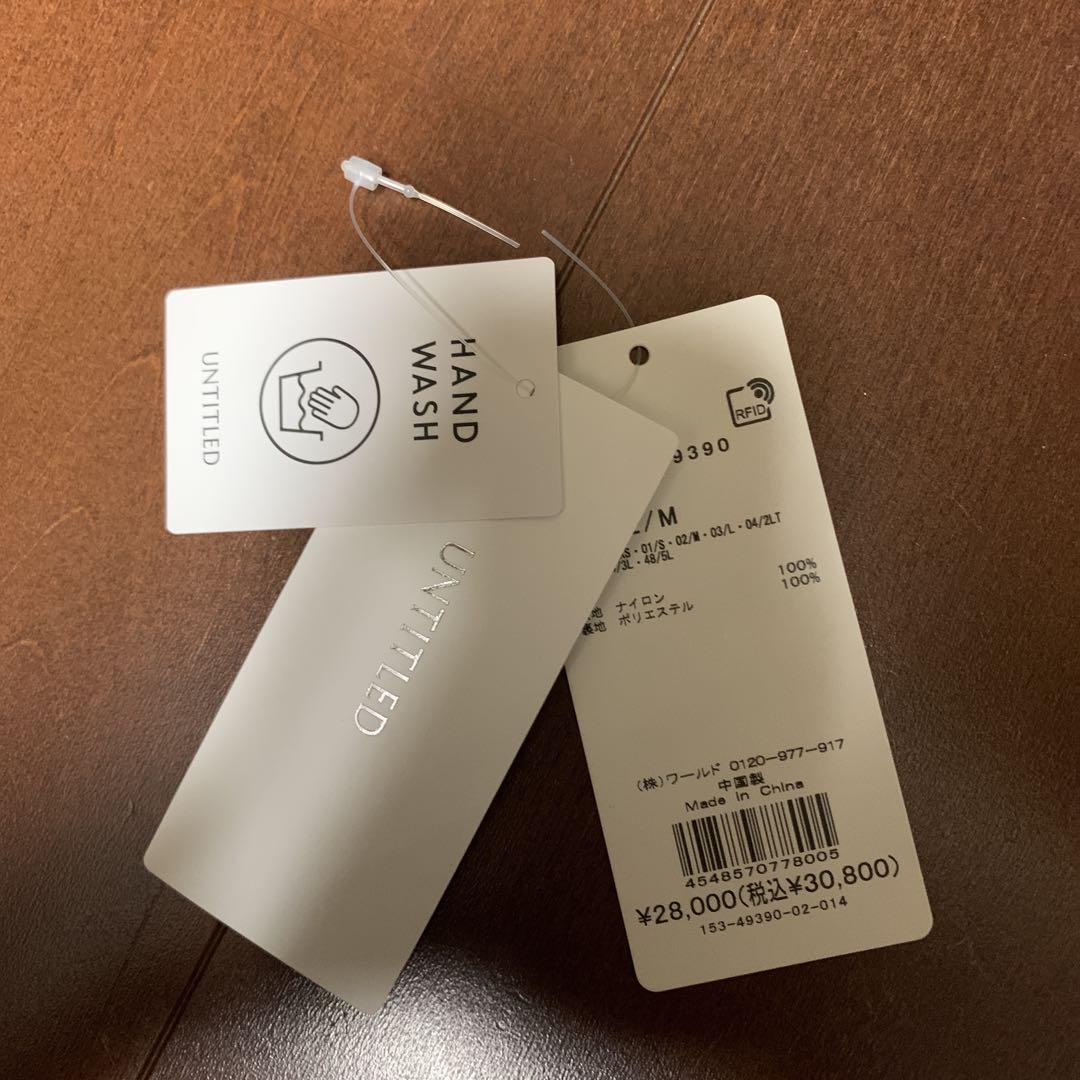 HAND
WASH
UNTITLED
UNTITLED
RFID
9390
/M
01/S・02/M・03/L・04/2LT
/3L・48/5L
100%
100%
ナイロン
裏地 ポリエステル
(株)ワールド 0120-977-917
中国製
Made in China
4548570778005
¥28,000(税込¥30,800)
153-49390-02-014